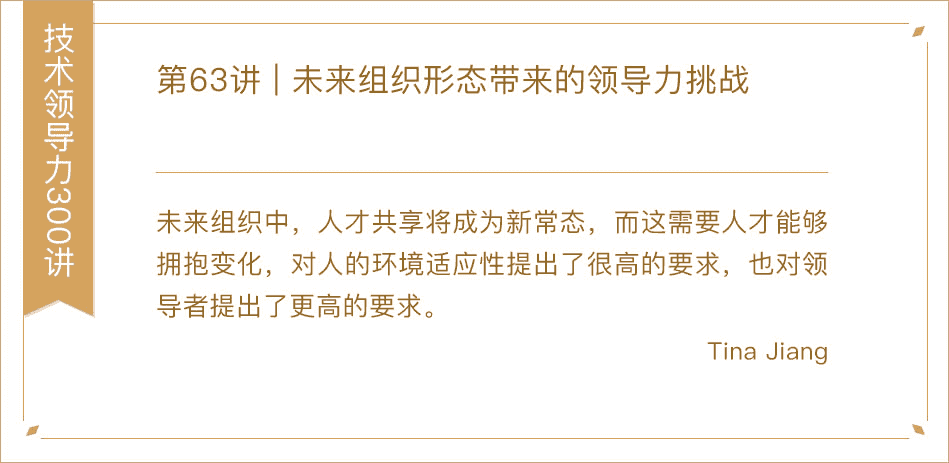 技术领导力300讲
第63讲 | 未来组织形态带来的领导力挑战
未来组织中，人才共享将成为新常态，而这需要人才能够
拥抱变化，对人的环境适应性提出了很高的要求，也对领
导者提出了更高的要求。
Tina Jiang